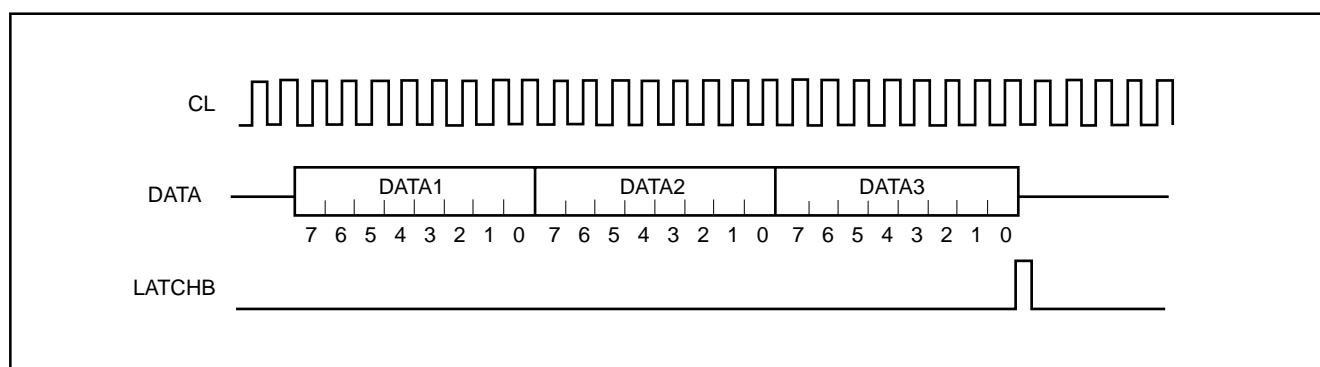 CL
DATA
DATA1 DATA2 DATA3
7 6 5 4 3 2 1 0 7 6 5 4 3 2 1 0 7 6 5 4 3 2 1 0
LATCHB